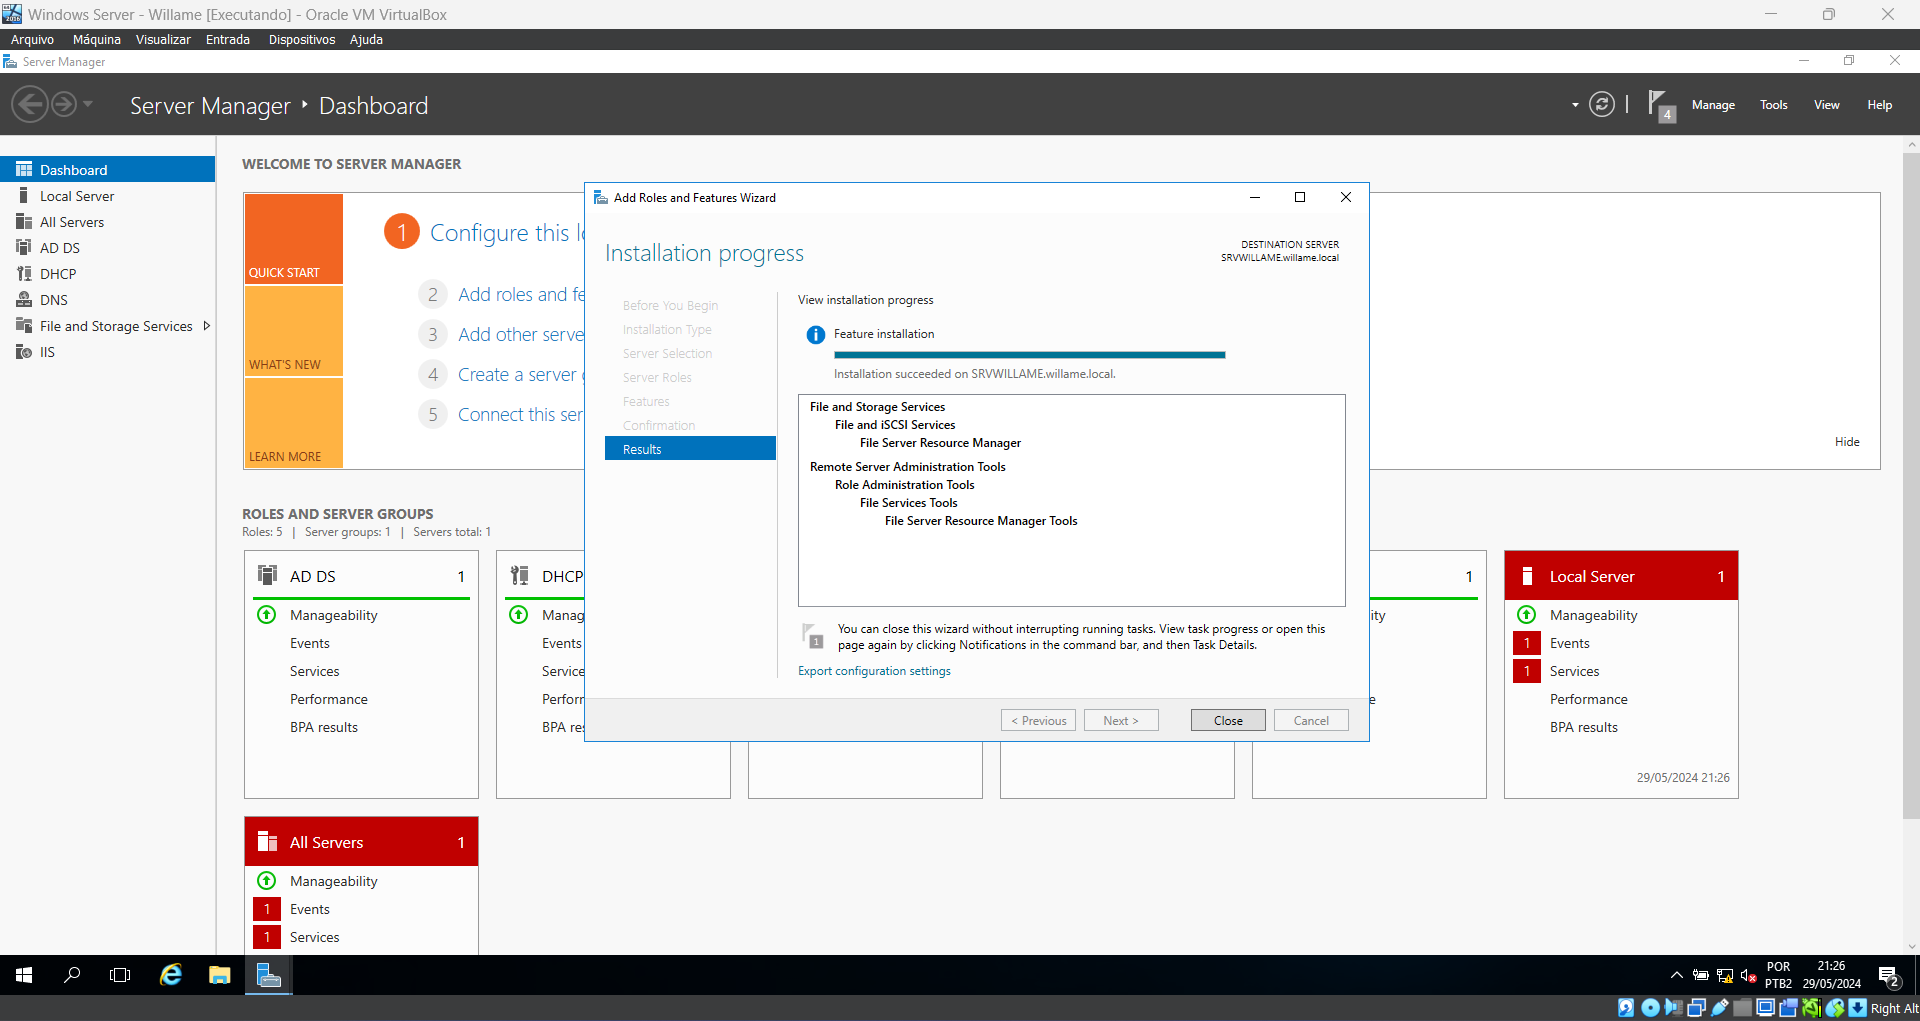 Windows Server - Willame [Executando] - Oracle VM VirtualBox
Arquivo Máquina Visualizar Entrada Dispositivos Ajuda
Server Manager
Server Manager ‣ Dashboard
4
Manage Tools View Help
Dashboard
Local Server
All Servers
AD DS
DHCP
DNS
File and Storage Services
IIS
WELCOME TO SERVER MANAGER
QUICK START
WHAT'S NEW
LEARN MORE
1 Configure this l
2 Add roles and fe
3 Add other serve
4 Create a server
5 Connect this ser
Hide
Add Roles and Features Wizard
Installation progress
DESTINATION SERVER
SRVWILLAME.willame.local
Before You Begin
Installation Type
Server Selection
Server Roles
Features
Confirmation
Results
View installation progress
Feature installation
Installation succeeded on SRVWILLAME.willame.local.
File and Storage Services
File and iSCSI Services
File Server Resource Manager
Remote Server Administration Tools
Role Administration Tools
File Services Tools
File Server Resource Manager Tools
1
You can close this wizard without interrupting running tasks. View task progress or open this
page again by clicking Notifications in the command bar, and then Task Details.
Export configuration settings
< Previous Next > Close Cancel
ROLES AND SERVER GROUPS
Roles: 5 | Server groups: 1 | Servers total: 1
AD DS 1
Manageability
Events
Services
Performance
BPA results
DHCP
Manag
Events
Service
Perforr
BPA re
1
ity
e
Local Server 1
Manageability
1 Events
1 Services
Performance
BPA results
29/05/2024 21:26
All Servers 1
Manageability
1 Events
1 Services
POR
PTB2
21:26
29/05/2024
2
Right Alt